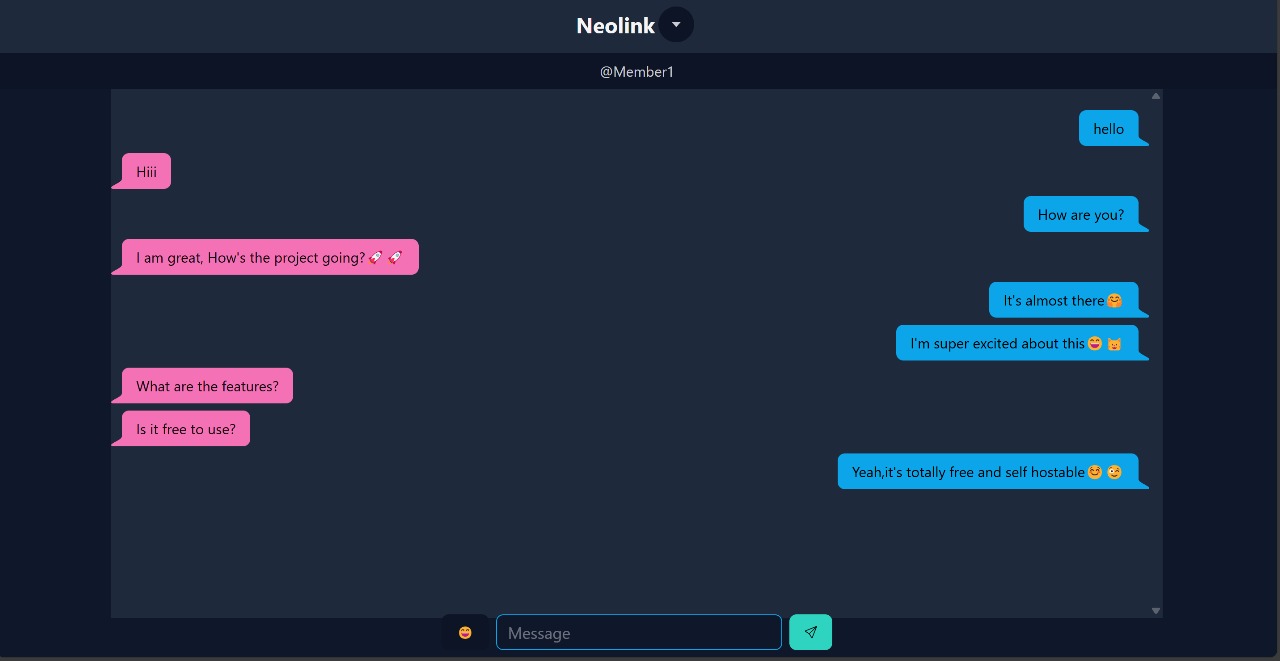 Neolink
@Member1
hello
Hiii
How are you?
I am great, How's the project going?🚀 🚀
It's almost there🤗
I'm super excited about this😄 😺
What are the features?
Is it free to use?
Yeah,it's totally free and self hostable😊 😉
Message